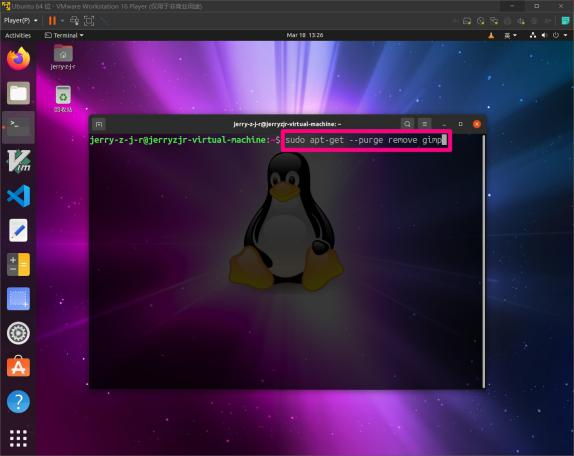 Ubuntu 64 位 - VMware Workstation 16 Player (仅用于非商业用途)
Player(P)
Activities
Terminal
Mar 18 13:26
英
jerry-z-j-r
回收站
jerry-z-j-r@jerryzjr-virtual-machine: ~
jerry-z-j-r@jerryzjr-virtual-machine:~$ sudo apt-get --purge remove gimp
VIM